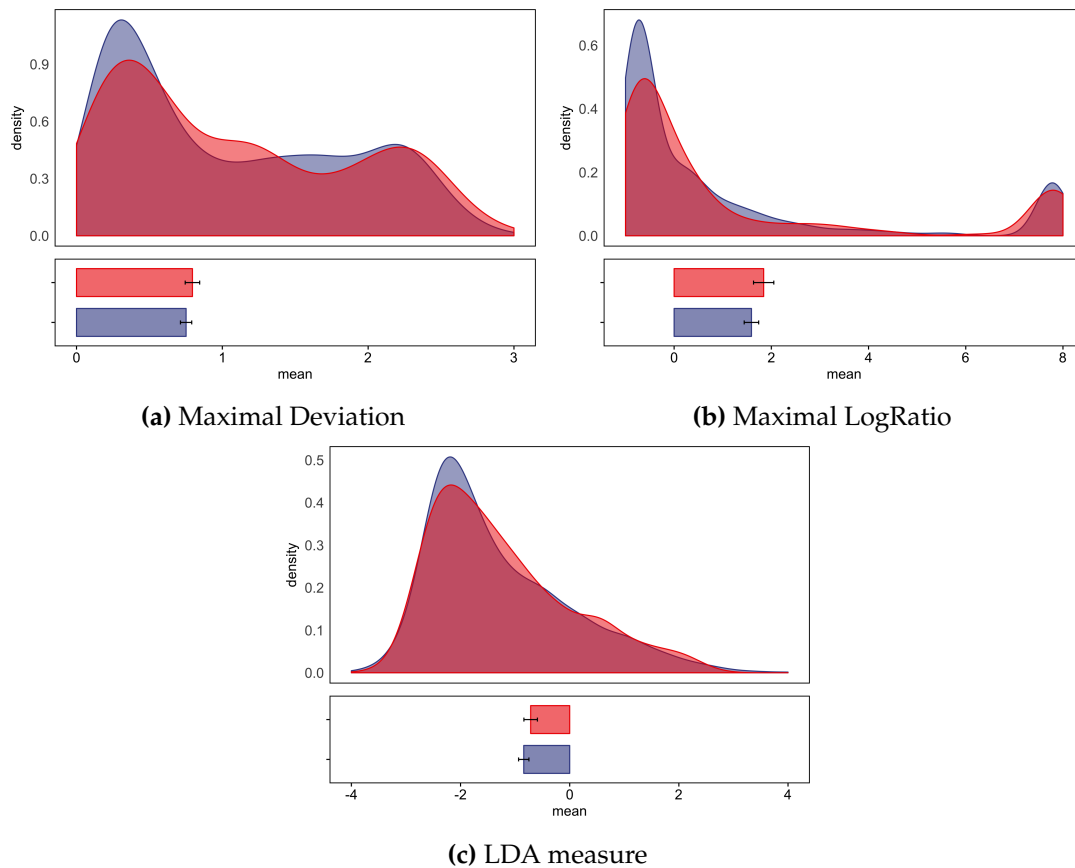 density
0.9
0.6
0.3
0.0
0 1 2 3
mean
(a) Maximal Deviation
density
0.6
0.4
0.2
0.0
0 2 4 6 8
mean
(b) Maximal LogRatio
density
0.5
0.4
0.3
0.2
0.1
0.0
-4 -2 0 2 4
mean
(c) LDA measure